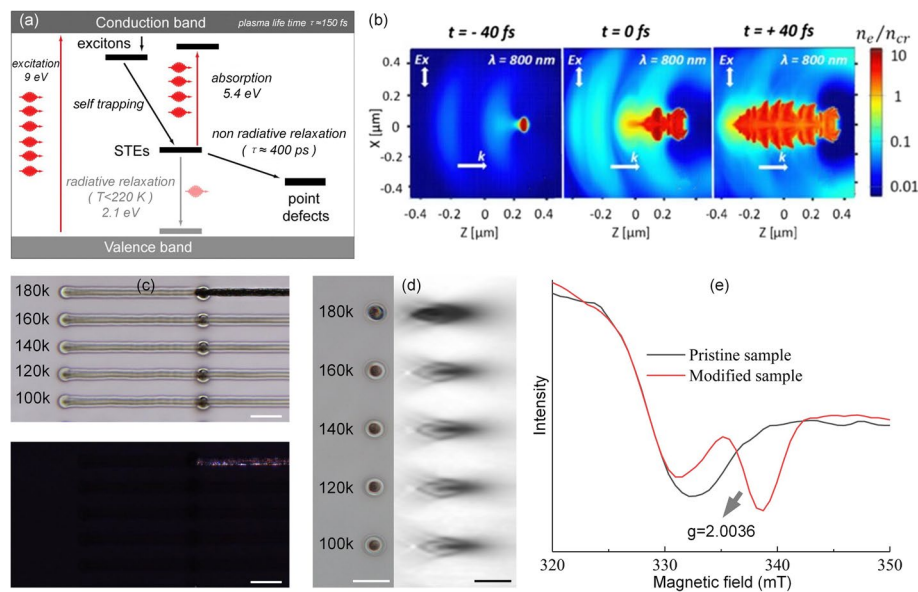 (a)
Conduction band
plasma life time τ ≈150 fs
excitons
excitation
9 eV
absorption
5.4 eV
self trapping
non radiative relaxation
( τ≈ 400 ps )
STEs
radiative relaxation
( T<220 K )
2.1 eV
point
defects
Valence band
(b)
t = - 40 fs
t = 0 fs
t = + 40 fs
nₑ/n꜀ᵣ
Ex
λ = 800 nm
k
Ex
λ = 800 nm
k
Ex
λ = 800 nm
k
X [µm]
0.4
0.2
0
-0.2
-0.4
-0.4 -0.2 0 0.2 0.4
Z [µm]
-0.4 -0.2 0 0.2 0.4
Z [µm]
-0.4 -0.2 0 0.2 0.4
Z [µm]
10
1
0.1
0.01
(c)
180k
160k
140k
120k
100k
(d)
180k
160k
140k
120k
100k
(e)
Pristine sample
Modified sample
g=2.0036
Intensity
320 330 340 350
Magnetic field (mT)